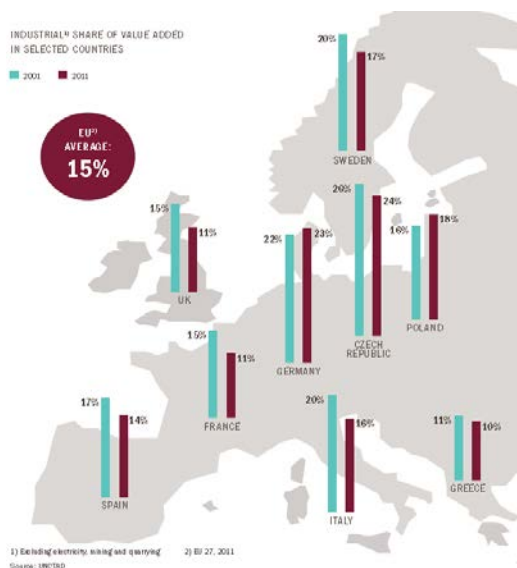 INDUSTRIAL¹⁾ SHARE OF VALUE ADDED
IN SELECTED COUNTRIES
2001 2011
EU²⁾
AVERAGE:
15%
20%
17%
SWEDEN
15%
11%
UK
22%
23%
GERMANY
26%
24%
CZECH
REPUBLIC
16%
18%
POLAND
15%
11%
FRANCE
17%
14%
SPAIN
20%
16%
ITALY
11%
10%
GREECE
1) Excluding electricity, mining and quarrying 2) EU 27, 2011
Source: UNCTAD